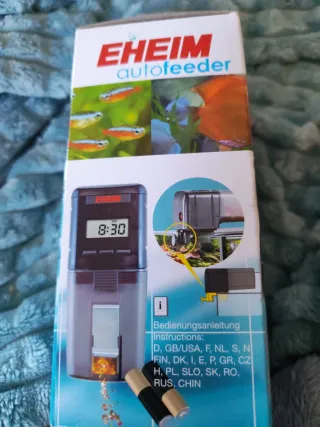 EHEIM
autofeeder
EHEIM
8:30
i
Bedienungsanleitung
Instructions:
D, GB/USA, F, NL, S, N
FIN, DK, I, E, P, GR, CZ
H, PL, SLO, SK, RO,
RUS, CHIN